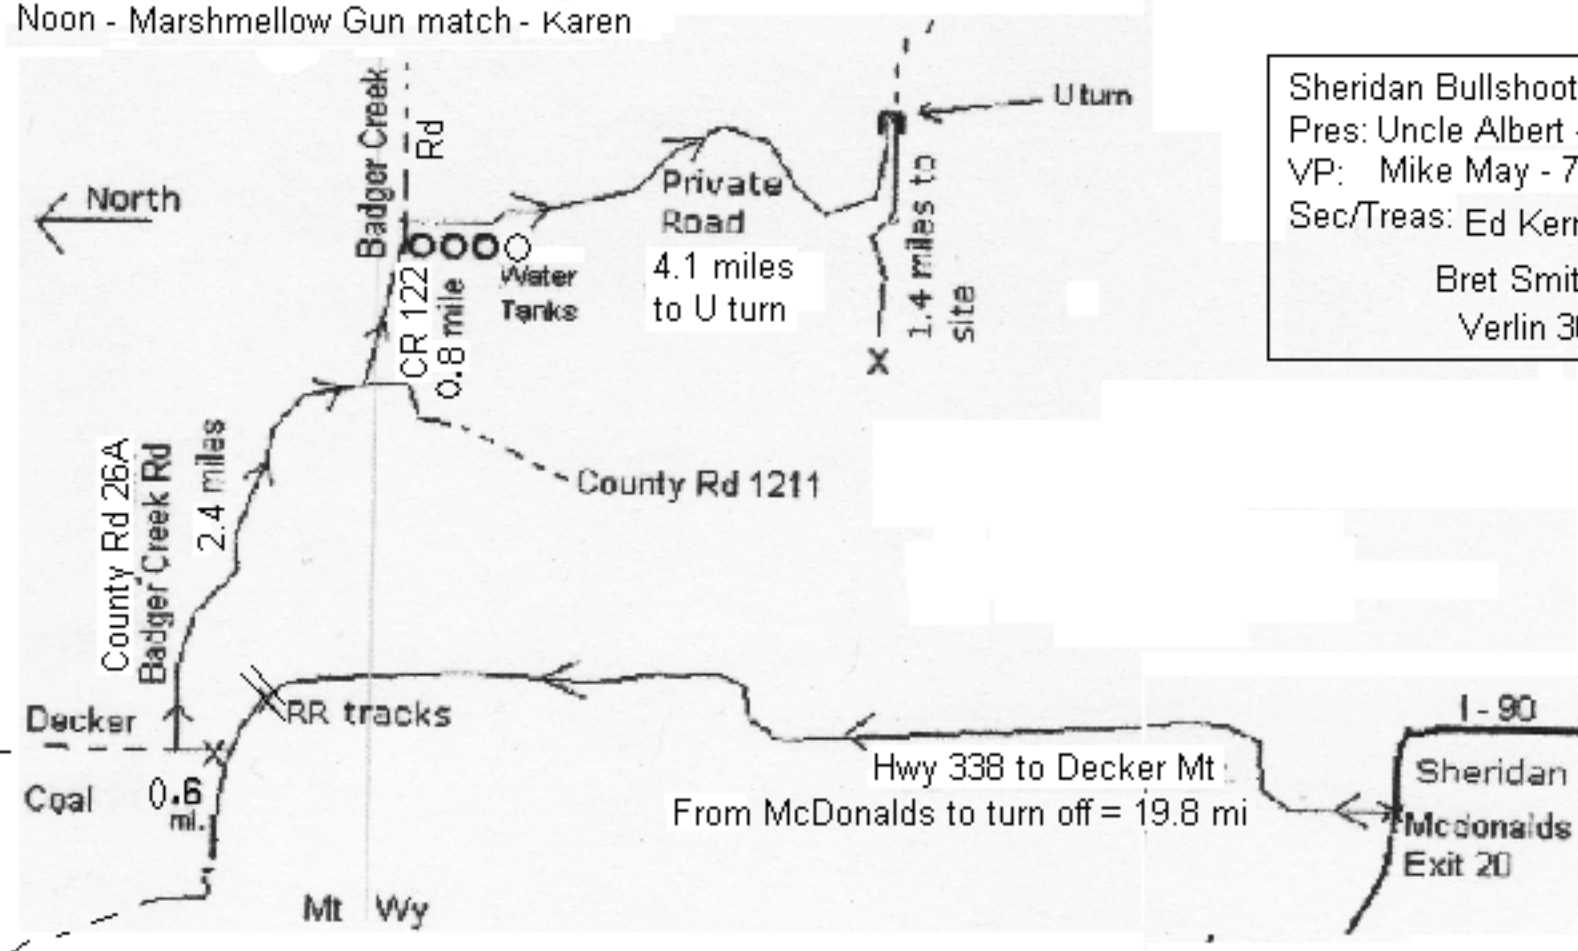 Noon - Marshmellow Gun match - Karen
Badger Creek
Rd
U turn
Sheridan Bullshoot
Pres: Uncle Albert -
VP: Mike May - 7
Sec/Treas: Ed Kerr
Bret Smit
Verlin 30
North
Private
Road
4.1 miles
to U turn
1.4 miles to
site
X
Water
Tanks
CR 122
0.8 mile
County Rd 1211
County Rd 26A
Badger Creek Rd
2.4 miles
RR tracks
Decker
Coal
0.6
mi.
Hwy 338 to Decker Mt
From McDonalds to turn off = 19.8 mi
I - 90
Sheridan
Mcdonalds
Exit 20
Mt
Wy